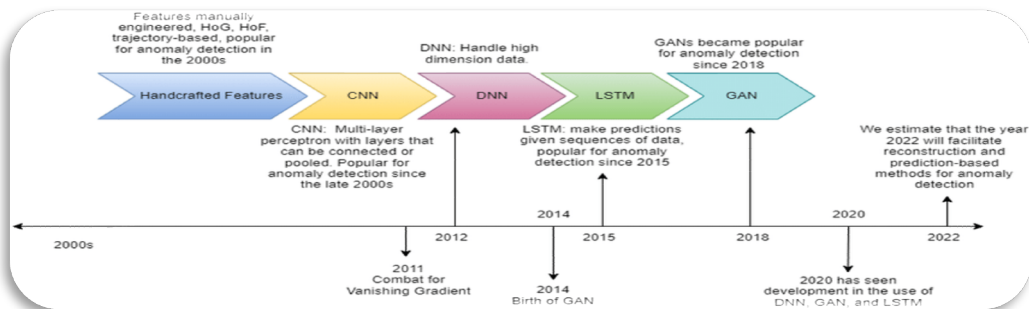 Features manually
engineered, HoG, HoF,
trajectory-based, popular
for anomaly detection in
the 2000s
DNN: Handle high
dimension data.
GANs became popular
for anomaly detection
since 2018
Handcrafted Features
CNN
DNN
LSTM
GAN
CNN: Multi-layer
perceptron with layers that
can be connected or
pooled. Popular for
anomaly detection since
the late 2000s
LSTM: make predictions
given sequences of data,
popular for anomaly
detection since 2015
We estimate that the year
2022 will facilitate
reconstruction and
prediction-based
methods for anomaly
detection
2014
2020
2000s
2012
2015
2018
2022
2011
Combat for
Vanishing Gradient
2014
Birth of GAN
2020 has seen
development in the use of
DNN, GAN, and LSTM